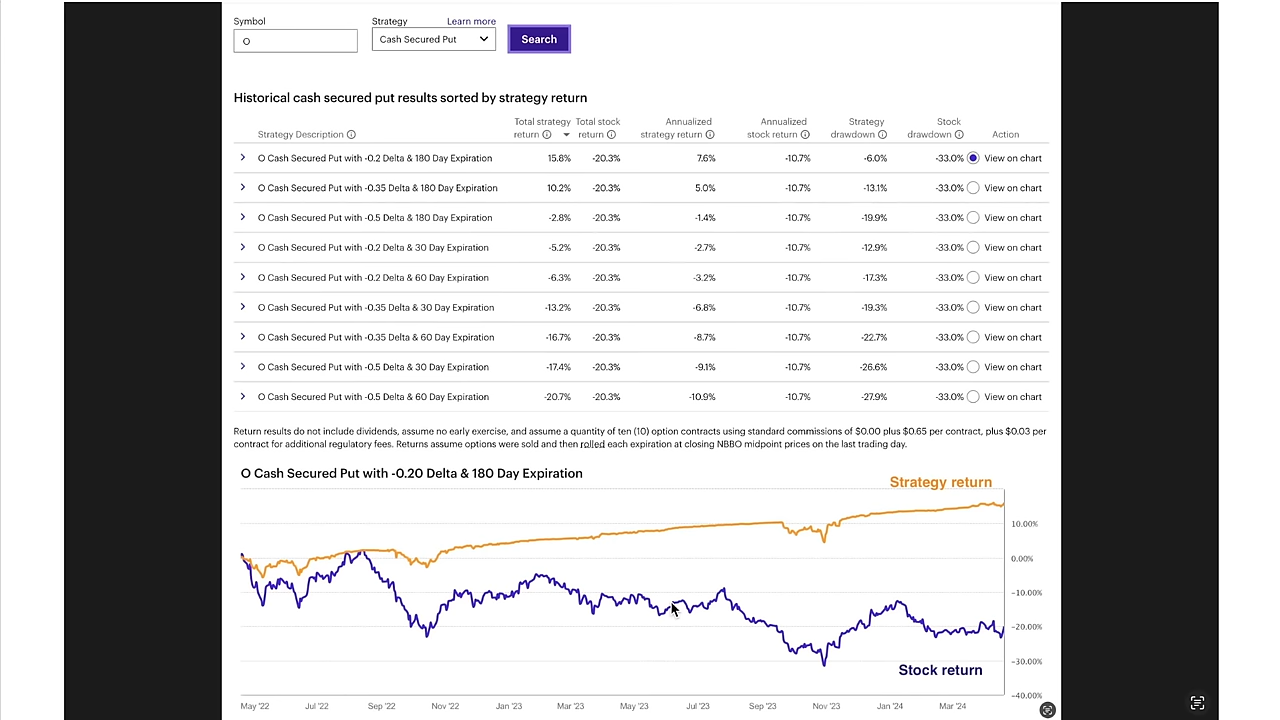 Symbol Strategy Learn more
O Cash Secured Put Search
Historical cash secured put results sorted by strategy return
Strategy Description Total strategy return Total stock return Annualized strategy return Annualized stock return Strategy drawdown Stock drawdown Action
O Cash Secured Put with -0.2 Delta & 180 Day Expiration 15.8% -20.3% 7.6% -10.7% -6.0% -33.0% View on chart
O Cash Secured Put with -0.35 Delta & 180 Day Expiration 10.2% -20.3% 5.0% -10.7% -13.1% -33.0% View on chart
O Cash Secured Put with -0.5 Delta & 180 Day Expiration -2.8% -20.3% -1.4% -10.7% -19.9% -33.0% View on chart
O Cash Secured Put with -0.2 Delta & 30 Day Expiration -5.2% -20.3% -2.7% -10.7% -12.9% -33.0% View on chart
O Cash Secured Put with -0.2 Delta & 60 Day Expiration -6.3% -20.3% -3.2% -10.7% -17.3% -33.0% View on chart
O Cash Secured Put with -0.35 Delta & 30 Day Expiration -13.2% -20.3% -6.8% -10.7% -19.3% -33.0% View on chart
O Cash Secured Put with -0.35 Delta & 60 Day Expiration -16.7% -20.3% -8.7% -10.7% -22.7% -33.0% View on chart
O Cash Secured Put with -0.5 Delta & 30 Day Expiration -17.4% -20.3% -9.1% -10.7% -26.6% -33.0% View on chart
O Cash Secured Put with -0.5 Delta & 60 Day Expiration -20.7% -20.3% -10.9% -10.7% -27.9% -33.0% View on chart
Return results do not include dividends, assume no early exercise, and assume a quantity of ten (10) option contracts using standard commissions of $0.00 plus $0.65 per contract, plus $0.03 per
contract for additional regulatory fees. Returns assume options were sold and then rolled each expiration at closing NBBO midpoint prices on the last trading day.
O Cash Secured Put with -0.20 Delta & 180 Day Expiration
Strategy return
10.00%
0.00%
-10.00%
-20.00%
-30.00%
Stock return
-40.00%
May '22 Jul '22 Sep '22 Nov '22 Jan '23 Mar '23 May '23 Jul '23 Sep '23 Nov '23 Jan '24 Mar '24